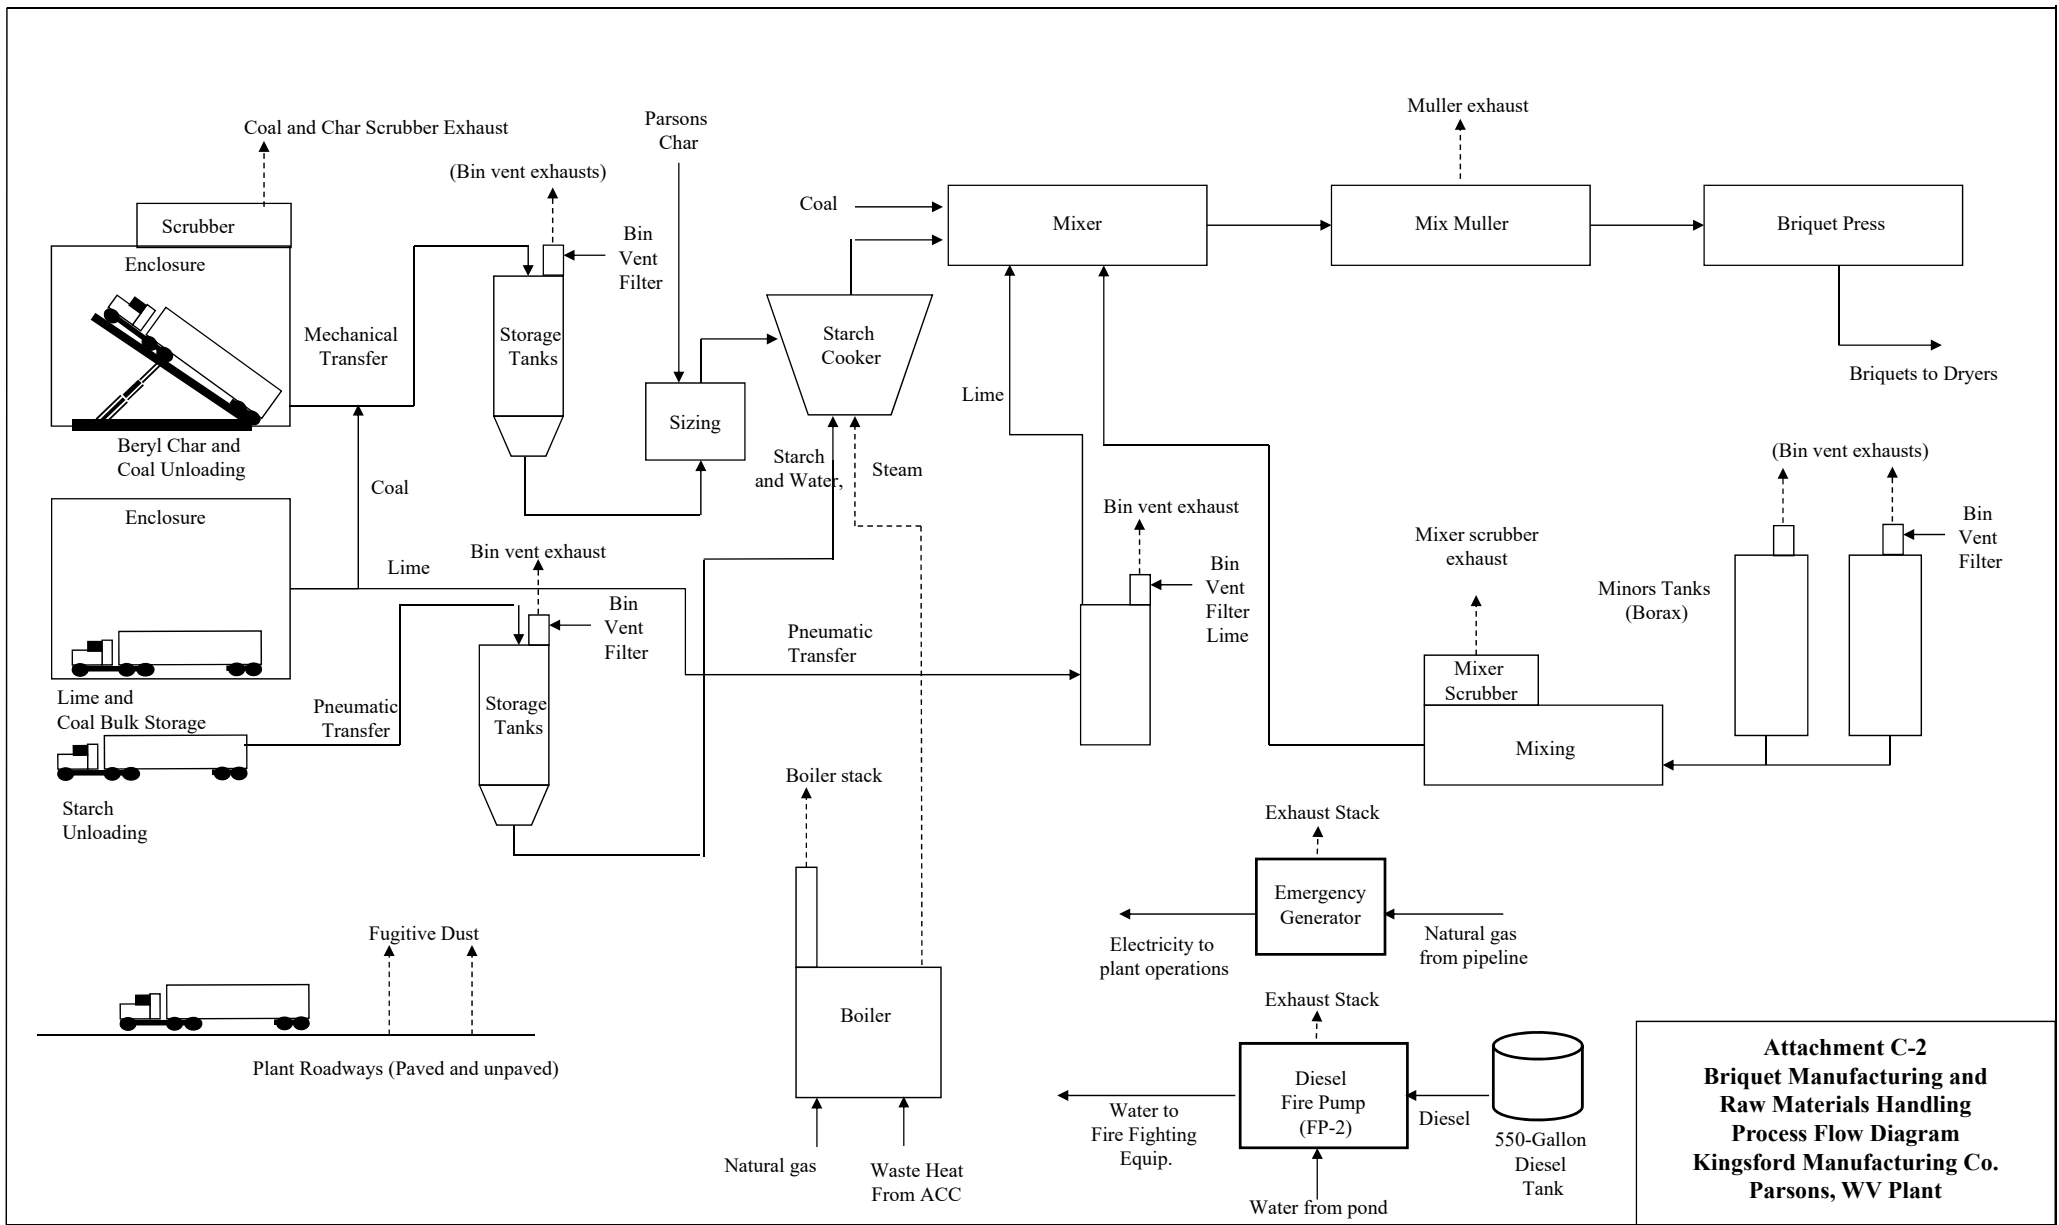 Coal and Char Scrubber Exhaust
Scrubber
Enclosure
Beryl Char and
Coal Unloading
Mechanical
Transfer
(Bin vent exhausts)
Bin
Vent
Filter
Storage
Tanks
Parsons
Char
Sizing
Coal
Starch
Cooker
Starch
and Water,
Steam
Mixer
Muller exhaust
Mix Muller
Briquet Press
Briquets to Dryers
Enclosure
Coal
Lime
Lime and
Coal Bulk Storage
Pneumatic
Transfer
Starch
Unloading
Bin vent exhaust
Bin
Vent
Filter
Storage
Tanks
Pneumatic
Transfer
Lime
Bin vent exhaust
Bin
Vent
Filter
Lime
Mixer scrubber
exhaust
Mixer
Scrubber
Mixing
Minors Tanks
(Borax)
(Bin vent exhausts)
Bin
Vent
Filter
Boiler stack
Boiler
Natural gas
Waste Heat
From ACC
Fugitive Dust
Plant Roadways (Paved and unpaved)
Exhaust Stack
Emergency
Generator
Electricity to
plant operations
Natural gas
from pipeline
Exhaust Stack
Diesel
Fire Pump
(FP-2)
Water to
Fire Fighting
Equip.
Diesel
550-Gallon
Diesel
Tank
Water from pond
Attachment C-2
Briquet Manufacturing and
Raw Materials Handling
Process Flow Diagram
Kingsford Manufacturing Co.
Parsons, WV Plant